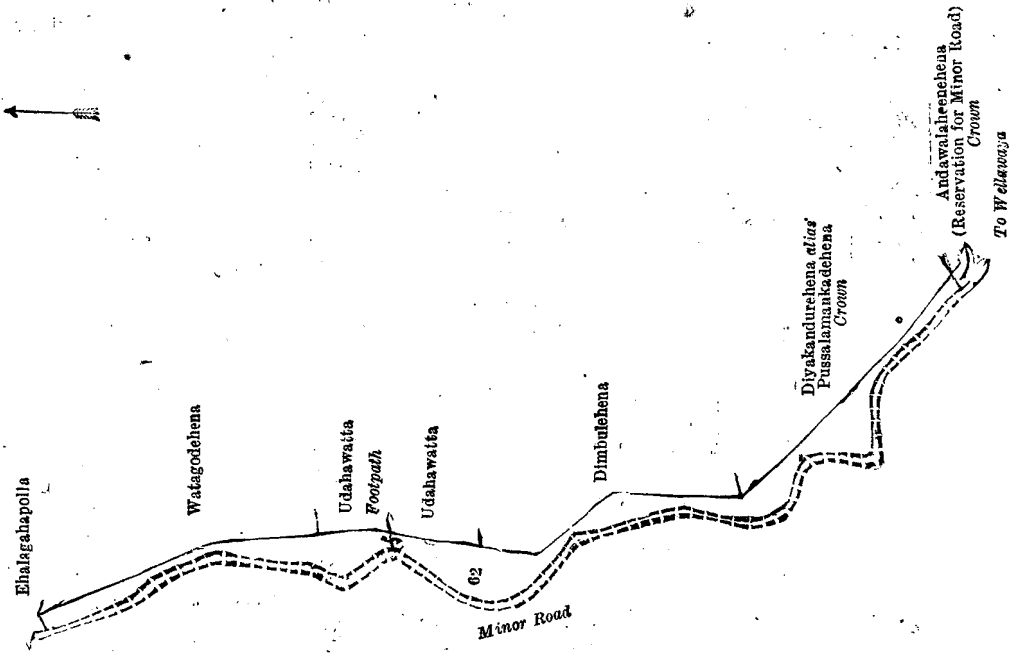 Ehalagahapolla
Watagodehena
Udahawatta
Footpath
Udahawatta
62
Minor Road
Dimbulehena
Diyakandurehena alias
Pussalamankadehena
Crown
Andawalaheenehena
(Reservation for Minor Road)
Crown
To Wellawaya